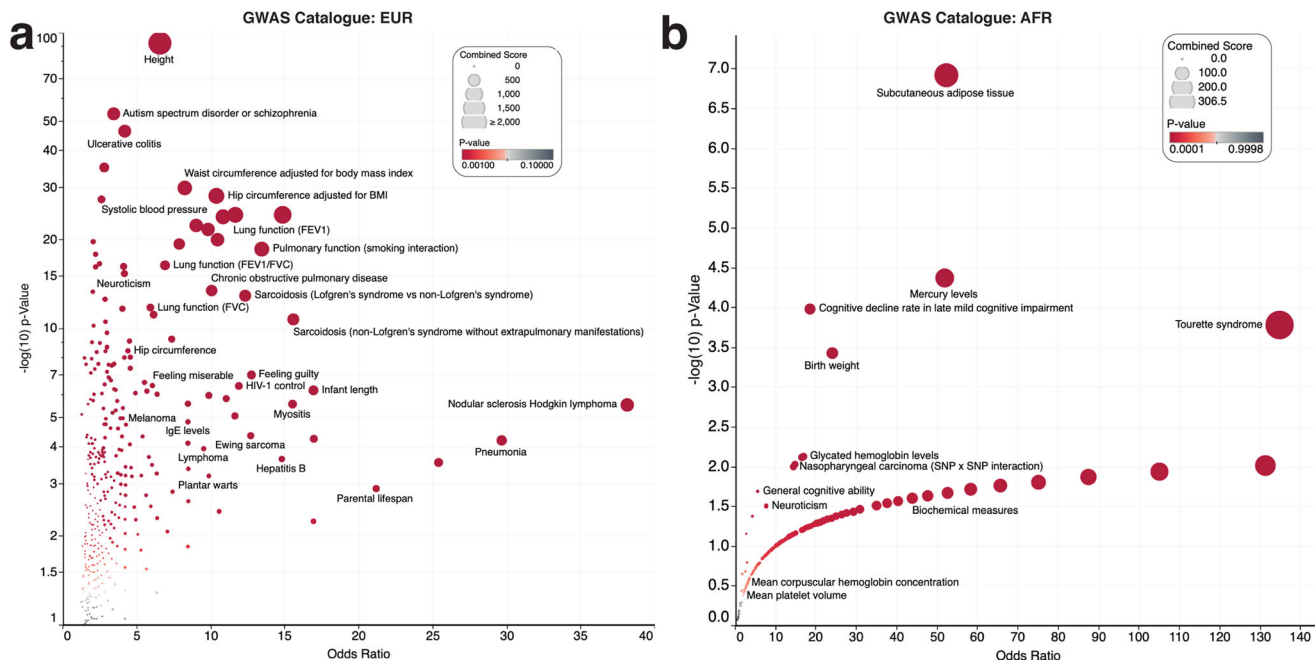 a
GWAS Catalogue: EUR
100
70
50
40
30
20
15
10
7
5
4
3
2
1.5
1
-log(10) p-Value
0
5
10
15
20
25
30
35
40
Odds Ratio
Combined Score
0
500
1,000
1,500
≥ 2,000
P-value
0.00100
0.10000
Height
Autism spectrum disorder or schizophrenia
Ulcerative colitis
Waist circumference adjusted for body mass index
Hip circumference adjusted for BMI
Systolic blood pressure
Lung function (FEV1)
Pulmonary function (smoking interaction)
Lung function (FEV1/FVC)
Neuroticism
Chronic obstructive pulmonary disease
Sarcoidosis (Lofgren's syndrome vs non-Lofgren's syndrome)
Lung function (FVC)
Sarcoidosis (non-Lofgren's syndrome without extrapulmonary manifestations)
Hip circumference
Feeling miserable
Feeling guilty
HIV-1 control
Infant length
Nodular sclerosis Hodgkin lymphoma
Melanoma
Myositis
IgE levels
Ewing sarcoma
Pneumonia
Lymphoma
Hepatitis B
Plantar warts
Parental lifespan
b
GWAS Catalogue: AFR
7.0
6.5
6.0
5.5
5.0
4.5
4.0
3.5
3.0
2.5
2.0
1.5
1.0
0.5
0.0
-log(10) p-Value
0
10
20
30
40
50
60
70
80
90
100
110
120
130
140
Odds Ratio
Combined Score
0.0
100.0
200.0
306.5
P-value
0.0001
0.9998
Subcutaneous adipose tissue
Mercury levels
Cognitive decline rate in late mild cognitive impairment
Tourette syndrome
Birth weight
Glycated hemoglobin levels
Nasopharyngeal carcinoma (SNP x SNP interaction)
General cognitive ability
Neuroticism
Biochemical measures
Mean corpuscular hemoglobin concentration
Mean platelet volume